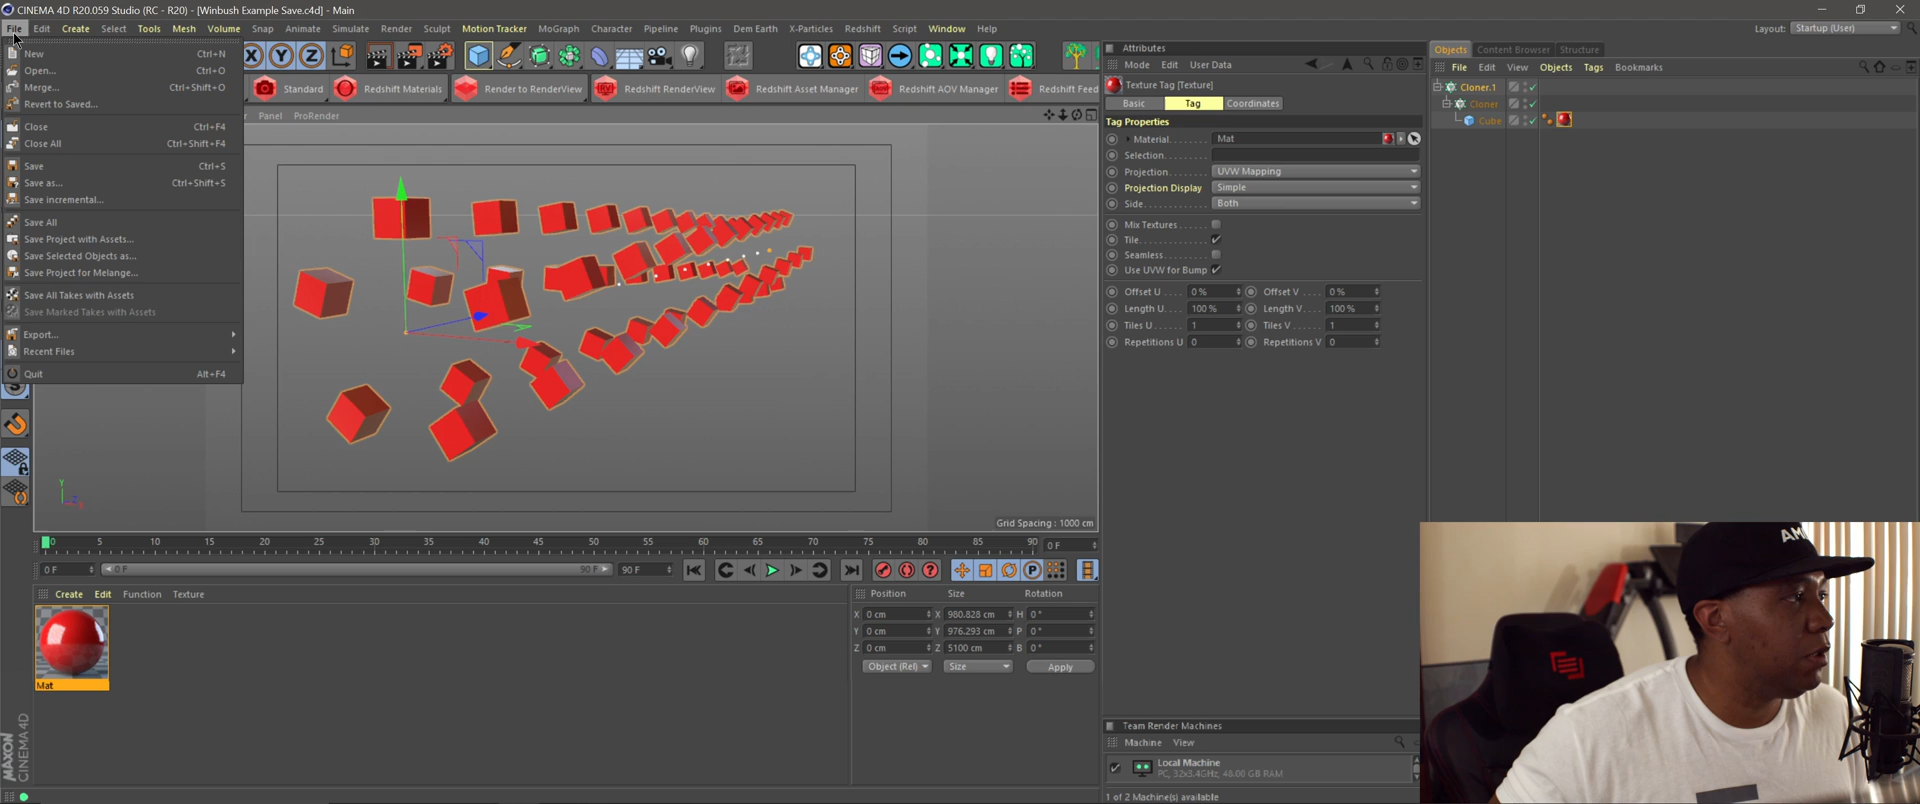 CINEMA 4D R20.059 Studio (RC - R20) - [Winbush Example Save.c4d] - Main
File Edit Create Select Tools Mesh Volume Snap Animate Simulate Render Sculpt Motion Tracker MoGraph Character Pipeline Plugins X-Particles Redshift Script Window Help
Layout: Startup (User)
New Ctrl+N
Open... Ctrl+O
Merge... Ctrl+Shift+O
Revert to Saved...
Close Ctrl+F4
Close All Ctrl+Shift+F4
Save Ctrl+S
Save as... Ctrl+Shift+S
Save incremental...
Save All
Save Project with Assets...
Save Selected Objects as...
Save Project for Melange...
Save All Takes with Assets
Save Marked Takes with Assets
Export...
Recent Files
Quit Alt+F4
X Y Z
Standard Redshift Materials Render to RenderView RV Redshift RenderView Redshift Asset Manager Redshift AOV Manager Redshift Feed
Panel ProRender
Y
Z X
Grid Spacing : 1000 cm
0 5 10 15 20 25 30 35 40 45 50 55 60 65 70 75 80 85 90 0 F
0 F 0 F 90 F 90 F P
Create Edit Function Texture
Mat
MAXON
CINEMA4D
Position Size Rotation
X 0 cm X 980.828 cm H 0 °
Y 0 cm Y 976.293 cm P 0 °
Z 0 cm Z 5100 cm B 0 °
Object (Rel) Size Apply
Attributes
Mode Edit User Data
Texture Tag [Texture]
Basic Tag Coordinates
Tag Properties
Material. . . . . . . . Mat
Selection. . . . . . . .
Projection. . . . . . . UVW Mapping
Projection Display Simple
Side. . . . . . . . . . . Both
Mix Textures
Tile. . . . . . . . . . .
Seamless. . . . . .
Use UVW for Bump
Offset U . . . 0 % Offset V . . . 0 %
Length U. . . . 100 % Length V. . . . 100 %
Tiles U . . . . . 1 Tiles V . . . . . 1
Repetitions U 0 Repetitions V 0
Team Render Machines
Machine View
Local Machine
PC, 32x3.4GHz, 48.00 GB RAM
1 of 2 Machine(s) available
Objects Content Browser Structure
File Edit View Objects Tags Bookmarks
Cloner.1
Cloner
Cube